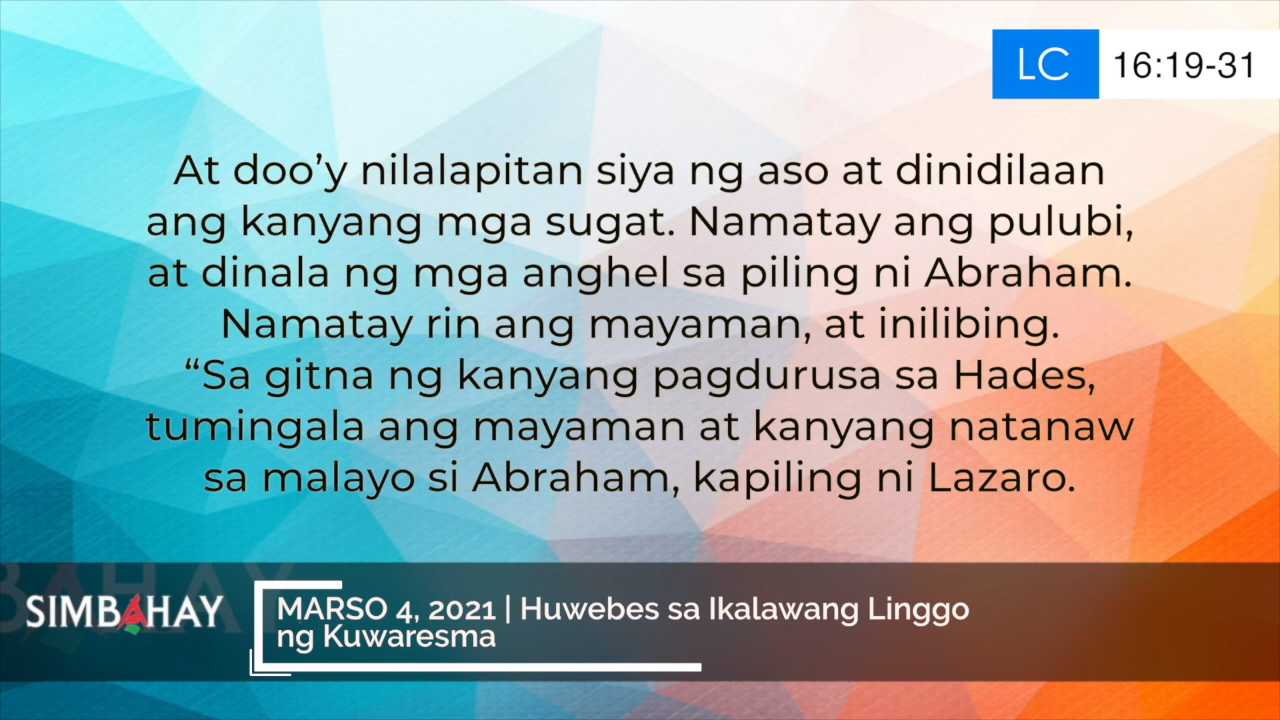 LC 16:19-31
At doo’y nilalapitan siya ng aso at dinidilaan
ang kanyang mga sugat. Namatay ang pulubi,
at dinala ng mga anghel sa piling ni Abraham.
Namatay rin ang mayaman, at inilibing.
“Sa gitna ng kanyang pagdurusa sa Hades,
tumingala ang mayaman at kanyang natanaw
sa malayo si Abraham, kapiling ni Lazaro.
SIMBAHAY
MARSO 4, 2021 | Huwebes sa Ikalawang Linggo
ng Kuwaresma